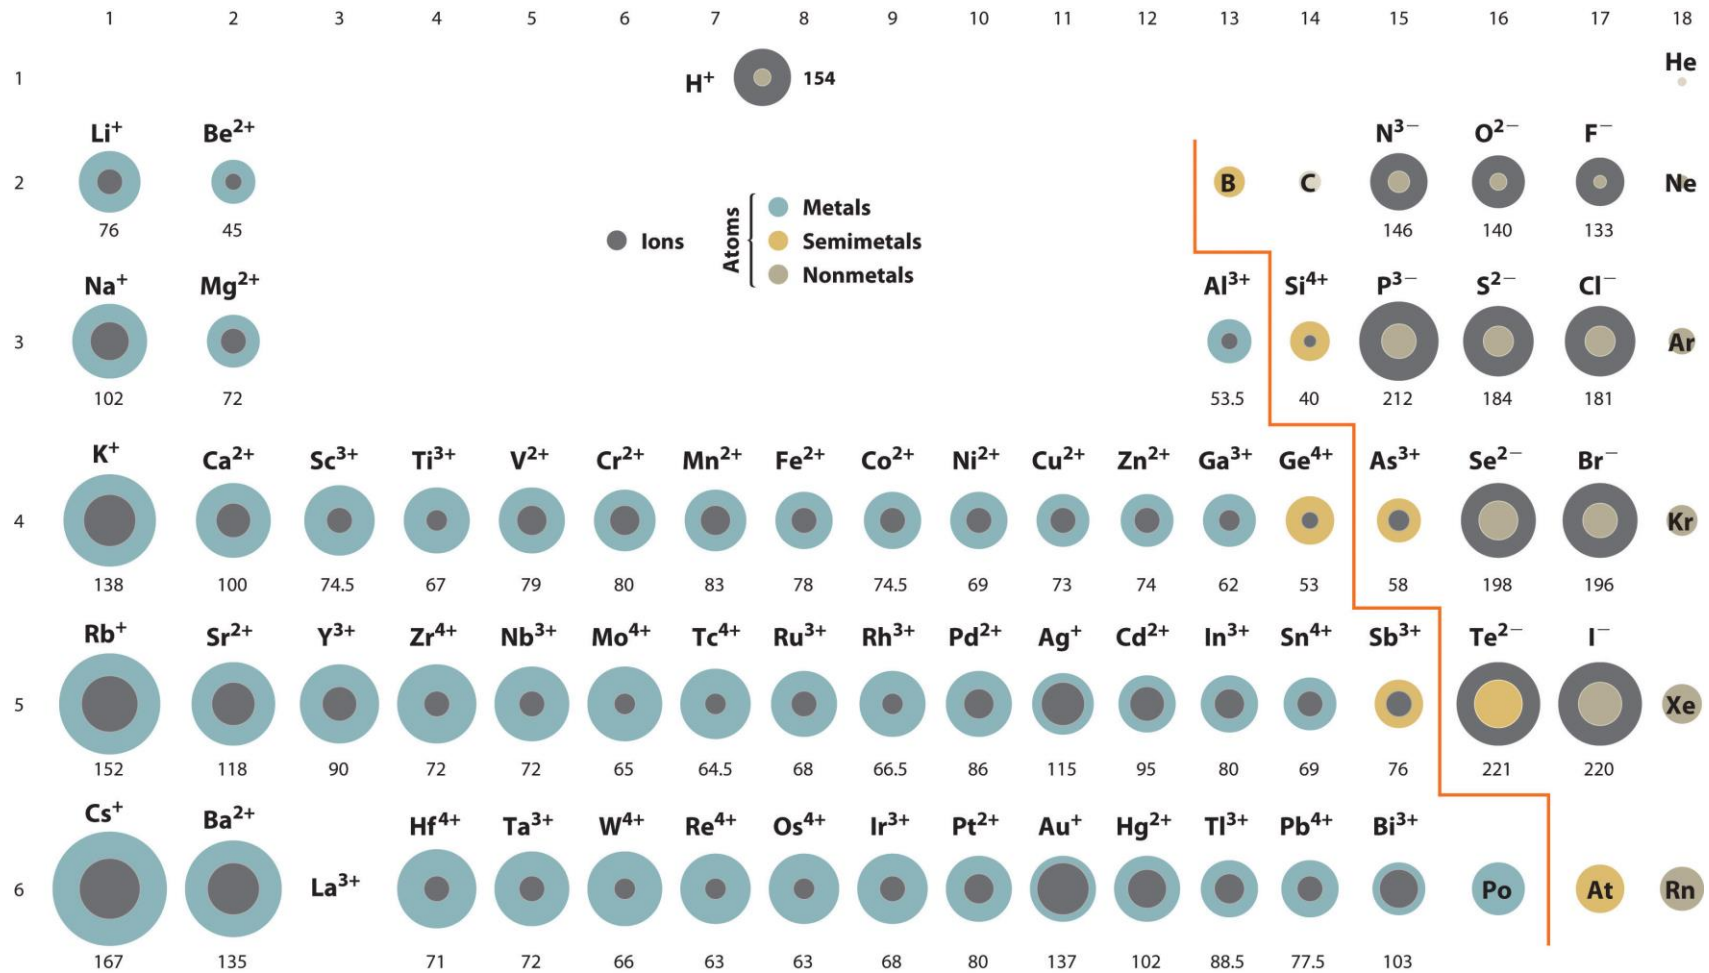 1 2 3 4 5 6 7 8 9 10 11 12 13 14 15 16 17 18
1 H⁺ 154 He
Li⁺ Be²⁺ N³⁻ O²⁻ F⁻
2 B C Ne
76 45 146 140 133
Ions
Atoms
Metals
Semimetals
Nonmetals
Na⁺ Mg²⁺ Al³⁺ Si⁴⁺ P³⁻ S²⁻ Cl⁻
3 Ar
102 72 53.5 40 212 184 181
K⁺ Ca²⁺ Sc³⁺ Ti³⁺ V²⁺ Cr²⁺ Mn²⁺ Fe²⁺ Co²⁺ Ni²⁺ Cu²⁺ Zn²⁺ Ga³⁺ Ge⁴⁺ As³⁺ Se²⁻ Br⁻
4 Kr
138 100 74.5 67 79 80 83 78 74.5 69 73 74 62 53 58 198 196
Rb⁺ Sr²⁺ Y³⁺ Zr⁴⁺ Nb³⁺ Mo⁴⁺ Tc⁴⁺ Ru³⁺ Rh³⁺ Pd²⁺ Ag⁺ Cd²⁺ In³⁺ Sn⁴⁺ Sb³⁺ Te²⁻ I⁻
5 Xe
152 118 90 72 72 65 64.5 68 66.5 86 115 95 80 69 76 221 220
Cs⁺ Ba²⁺ Hf⁴⁺ Ta³⁺ W⁴⁺ Re⁴⁺ Os⁴⁺ Ir³⁺ Pt²⁺ Au⁺ Hg²⁺ Tl³⁺ Pb⁴⁺ Bi³⁺
6 La³⁺ Po At Rn
167 135 71 72 66 63 63 68 80 137 102 88.5 77.5 103